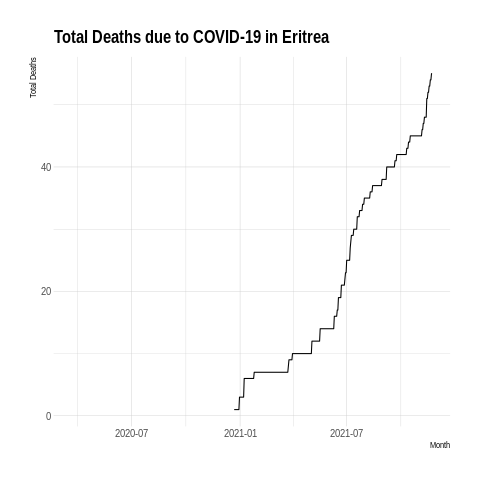 Total Deaths due to COVID-19 in Eritrea
Total Deaths
40
20
0
2020-07
2021-01
2021-07
Month